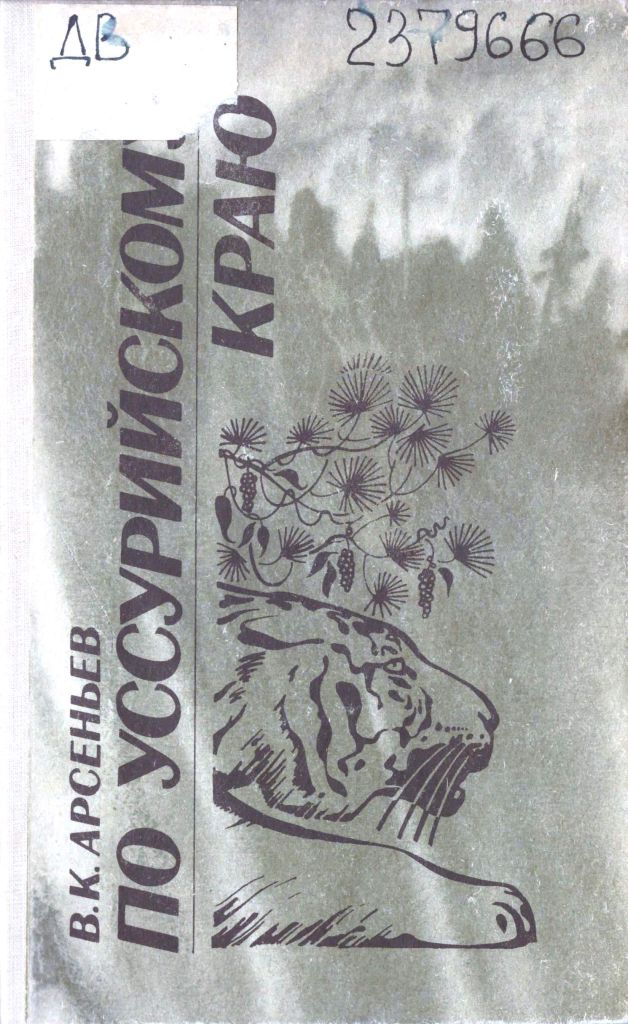 ДВ
2379666
В. К. АРСЕНЬЕВ
ПО УССУРИЙСКОМУ
КРАЮ